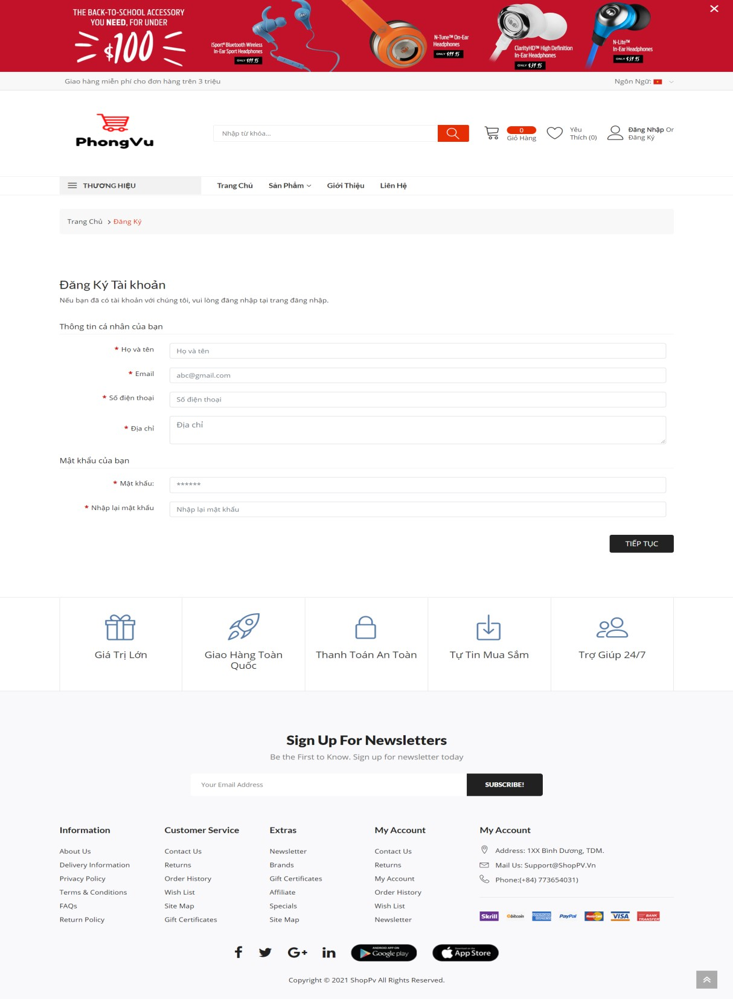 THE BACK-TO-SCHOOL ACCESSORY
YOU NEED, FOR UNDER
$100
iSport® Bluetooth Wireless
In-Ear Sport Headphones
ONLY $99.95
N-Tune™ On-Ear
Headphones
ONLY $99.95
ClarityHD™ High Definition
In-Ear Headphones
ONLY $39.95
N-Lite™
In-Ear Headphones
ONLY $59.95
Giao hàng miễn phí cho đơn hàng trên 3 triệu
Ngôn Ngữ:
PhongVu
Nhập từ khóa...
0
Giỏ Hàng
Yêu
Thích (0)
Đăng Nhập Or
Đăng Ký
THƯƠNG HIỆU
Trang Chủ
Sản Phẩm
Giới Thiệu
Liên Hệ
Trang Chủ > Đăng Ký
Đăng Ký Tài khoản
Nếu bạn đã có tài khoản với chúng tôi, vui lòng đăng nhập tại trang đăng nhập.
Thông tin cá nhân của bạn
* Họ và tên
Họ và tên
* Email
abc@gmail.com
* Số điện thoại
Số điện thoại
* Địa chỉ
Địa chỉ
Mật khẩu của bạn
* Mật khẩu:
******
* Nhập lại mật khẩu
Nhập lại mật khẩu
TIẾP TỤC
Giá Trị Lớn
Giao Hàng Toàn
Quốc
Thanh Toán An Toàn
Tự Tin Mua Sắm
Trợ Giúp 24/7
Sign Up For Newsletters
Be the First to Know. Sign up for newsletter today
Your Email Address
SUBSCRIBE!
Information
About Us
Delivery Information
Privacy Policy
Terms & Conditions
FAQs
Return Policy
Customer Service
Contact Us
Returns
Order History
Wish List
Site Map
Gift Certificates
Extras
Newsletter
Brands
Gift Certificates
Affiliate
Specials
Site Map
My Account
Contact Us
Returns
My Account
Order History
Wish List
Newsletter
My Account
Address: 1XX Bình Dương, TDM.
Mail Us: Support@ShopPV.Vn
Phone:(+84) 773654031)
Skrill
bitcoin
AMERICAN EXPRESS
PayPal
MasterCard
VISA
BANK TRANSFER
ANDROID APP ON
Google play
Download on the
App Store
Copyright © 2021 ShopPv All Rights Reserved.